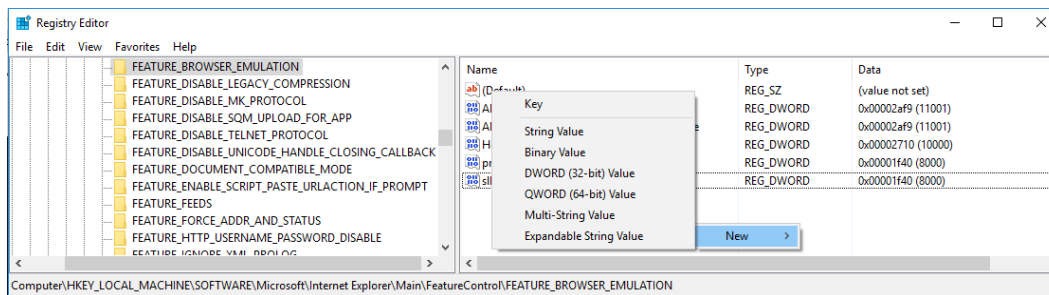 Registry Editor
File Edit View Favorites Help
FEATURE_BROWSER_EMULATION
FEATURE_DISABLE_LEGACY_COMPRESSION
FEATURE_DISABLE_MK_PROTOCOL
FEATURE_DISABLE_SQM_UPLOAD_FOR_APP
FEATURE_DISABLE_TELNET_PROTOCOL
FEATURE_DISABLE_UNICODE_HANDLE_CLOSING_CALLBACK
FEATURE_DOCUMENT_COMPATIBLE_MODE
FEATURE_ENABLE_SCRIPT_PASTE_URLACTION_IF_PROMPT
FEATURE_FEEDS
FEATURE_FORCE_ADDR_AND_STATUS
FEATURE_HTTP_USERNAME_PASSWORD_DISABLE
FEATURE_IGNORE_XML_PROLOG
Name Type Data
(Default) REG_SZ (value not set)
REG_DWORD 0x00002af9 (11001)
REG_DWORD 0x00002af9 (11001)
REG_DWORD 0x00002710 (10000)
REG_DWORD 0x00001f40 (8000)
REG_DWORD 0x00001f40 (8000)
Key
String Value
Binary Value
DWORD (32-bit) Value
QWORD (64-bit) Value
Multi-String Value
Expandable String Value
New
Computer\HKEY_LOCAL_MACHINE\SOFTWARE\Microsoft\Internet Explorer\Main\FeatureControl\FEATURE_BROWSER_EMULATION